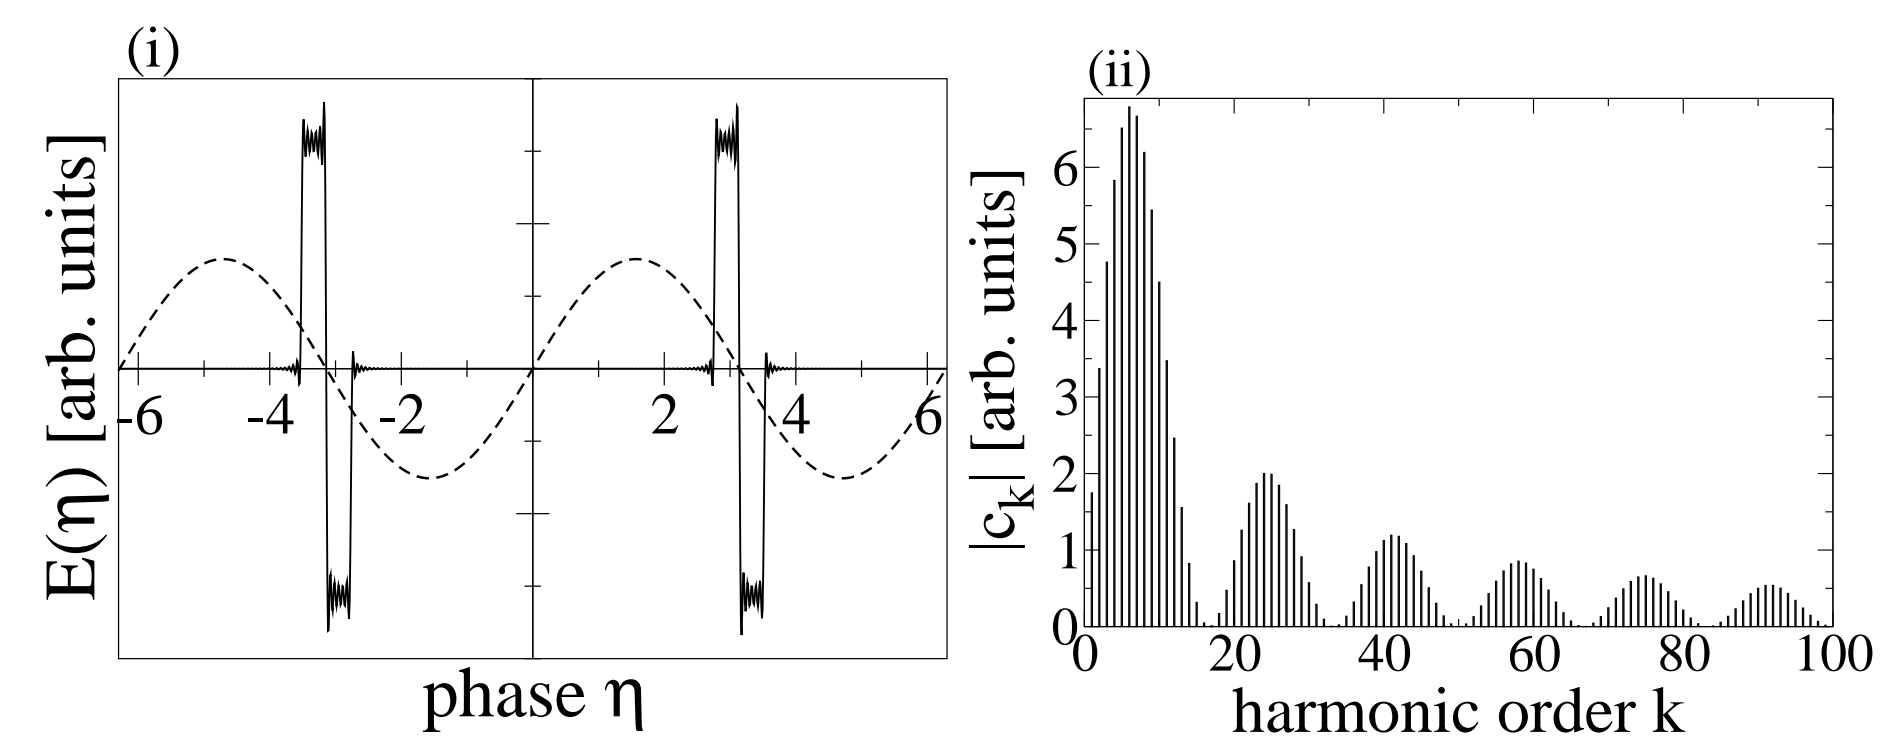 (i)
E(η) [arb. units]
-6 -4 -2 2 4 6
phase η
(ii)
|c_k| [arb. units]
6
5
4
3
2
1
0
0 20 40 60 80 100
harmonic order k